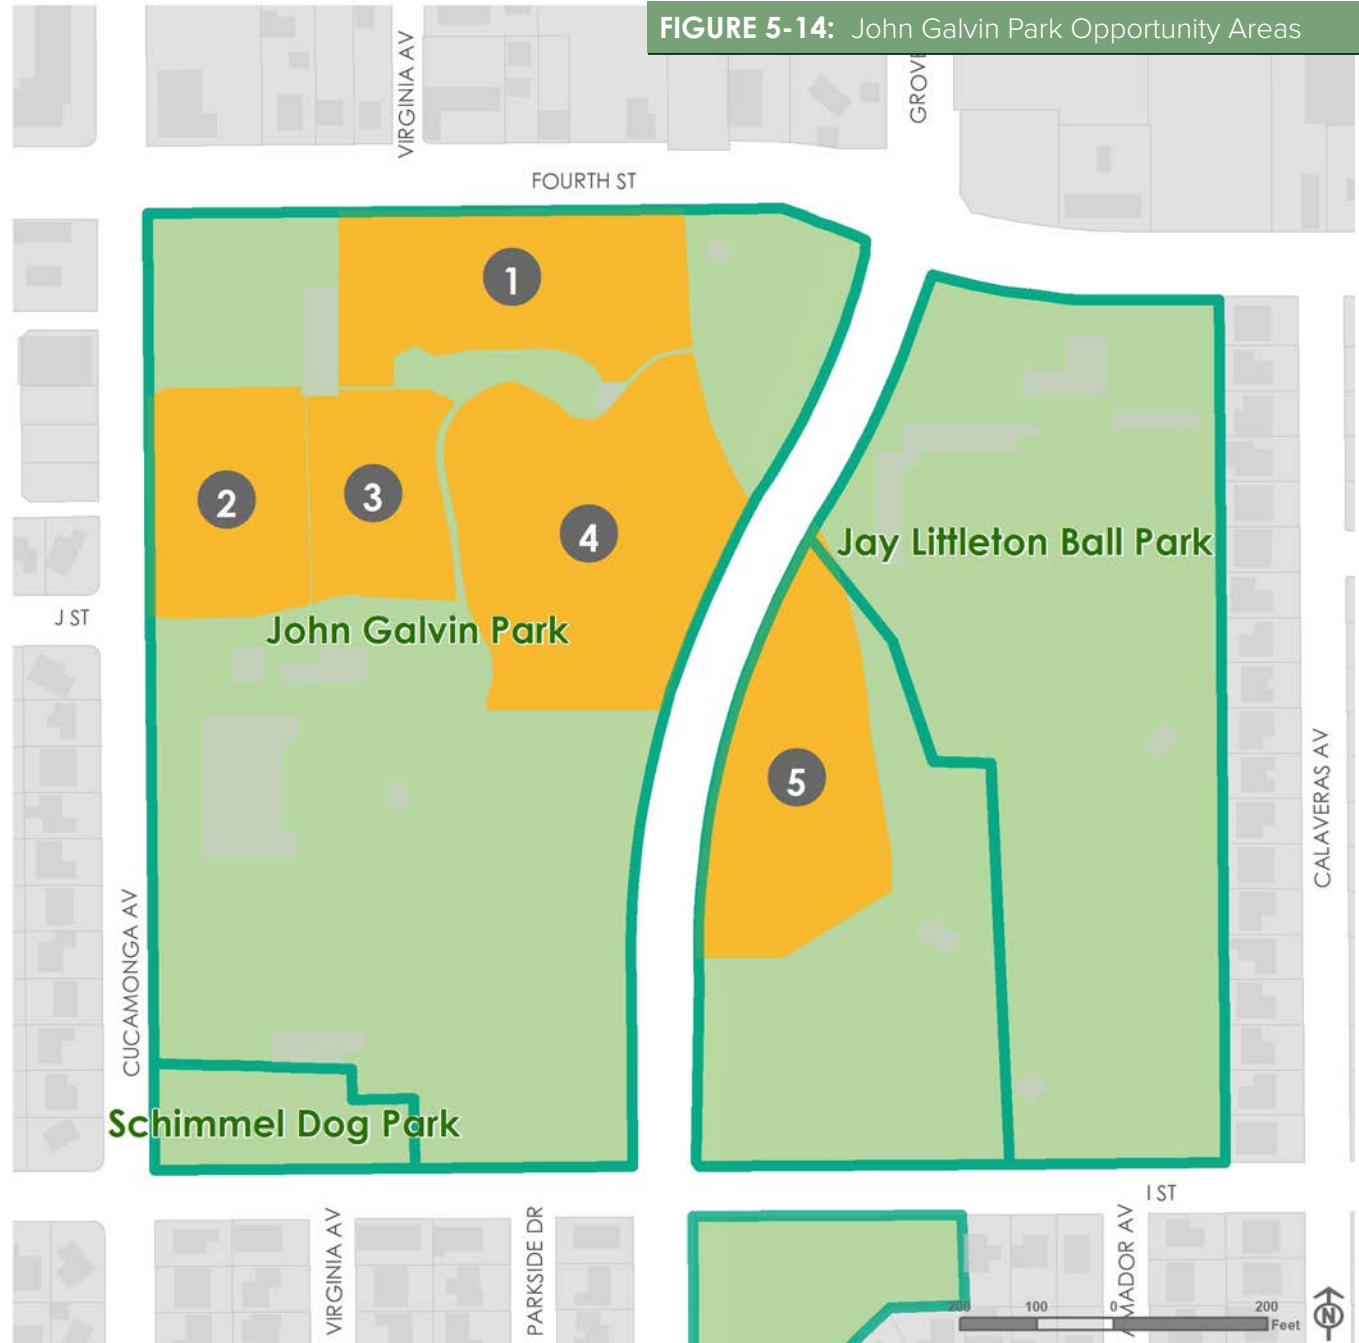 FIGURE 5-14: John Galvin Park Opportunity Areas
VIRGINIA AV
GROVE
FOURTH ST
1
2
3
4
Jay Littleton Ball Park
J ST
John Galvin Park
5
CALAVERAS AV
CUCAMONGA AV
Schimmel Dog Park
I ST
VIRGINIA AV
PARKSIDE DR
AMADOR AV
200 100 0 200
Feet
N